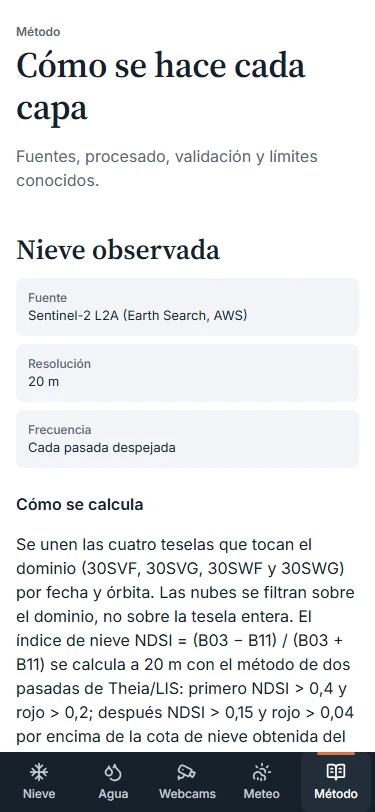 Método
Cómo se hace cada
capa
Fuentes, procesado, validación y límites
conocidos.
Nieve observada
Fuente
Sentinel-2 L2A (Earth Search, AWS)
Resolución
20 m
Frecuencia
Cada pasada despejada
Cómo se calcula
Se unen las cuatro teselas que tocan el
dominio (30SVF, 30SVG, 30SWF y 30SWG)
por fecha y órbita. Las nubes se filtran sobre
el dominio, no sobre la tesela entera. El
índice de nieve NDSI = (B03 − B11) / (B03 +
B11) se calcula a 20 m con el método de dos
pasadas de Theia/LIS: primero NDSI > 0,4 y
rojo > 0,2; después NDSI > 0,15 y rojo > 0,04
por encima de la cota de nieve obtenida del
Nieve Agua Webcams Meteo Método